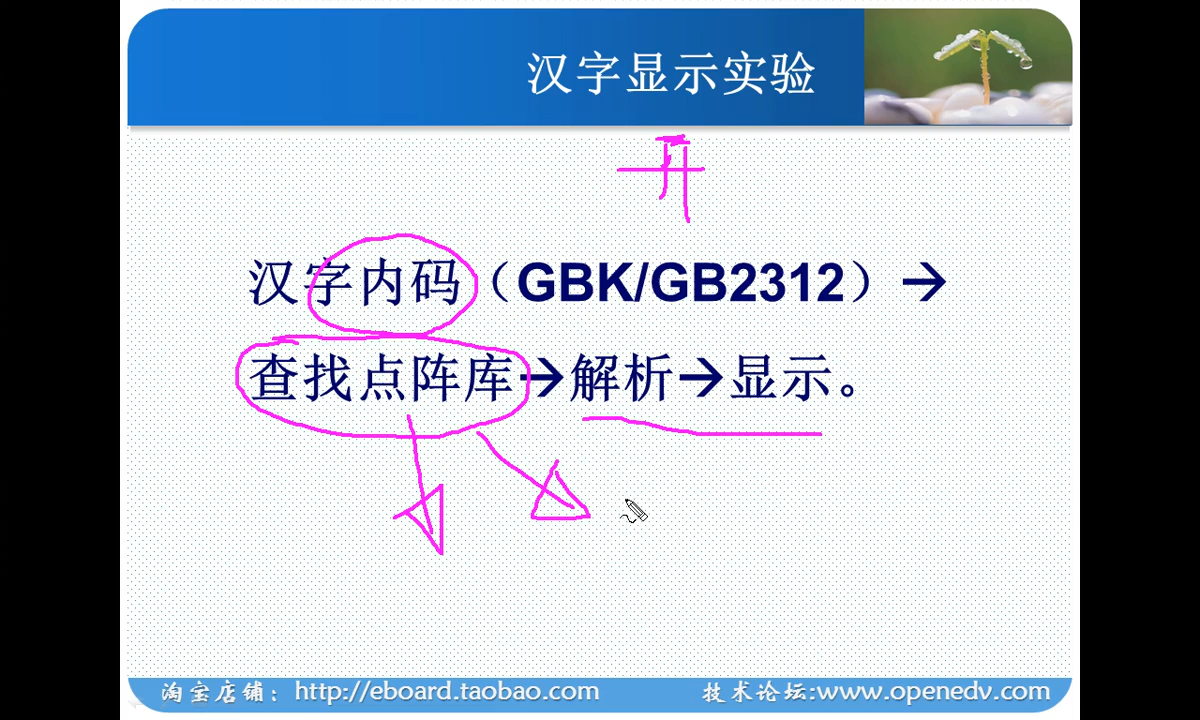 汉字显示实验
开
汉字内码（GBK/GB2312）→
查找点阵库→解析→显示。
淘宝店铺：http://eboard.taobao.com
技术论坛:www.openedv.com